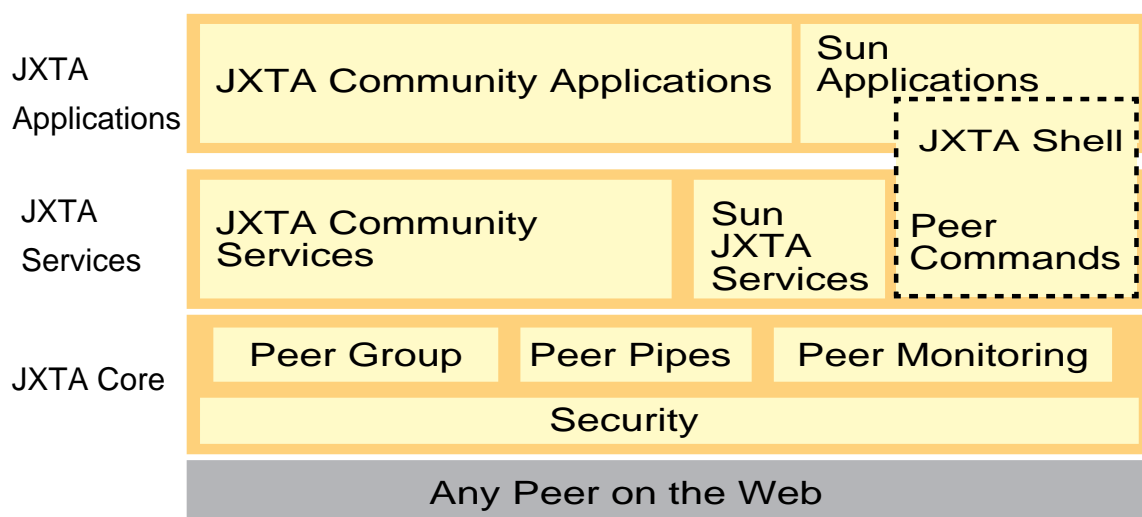 JXTA
Applications
JXTA Community Applications
Sun
Applications
JXTA Shell
JXTA
Services
JXTA Community
Services
Sun
JXTA
Services
Peer
Commands
JXTA Core
Peer Group
Peer Pipes
Peer Monitoring
Security
Any Peer on the Web